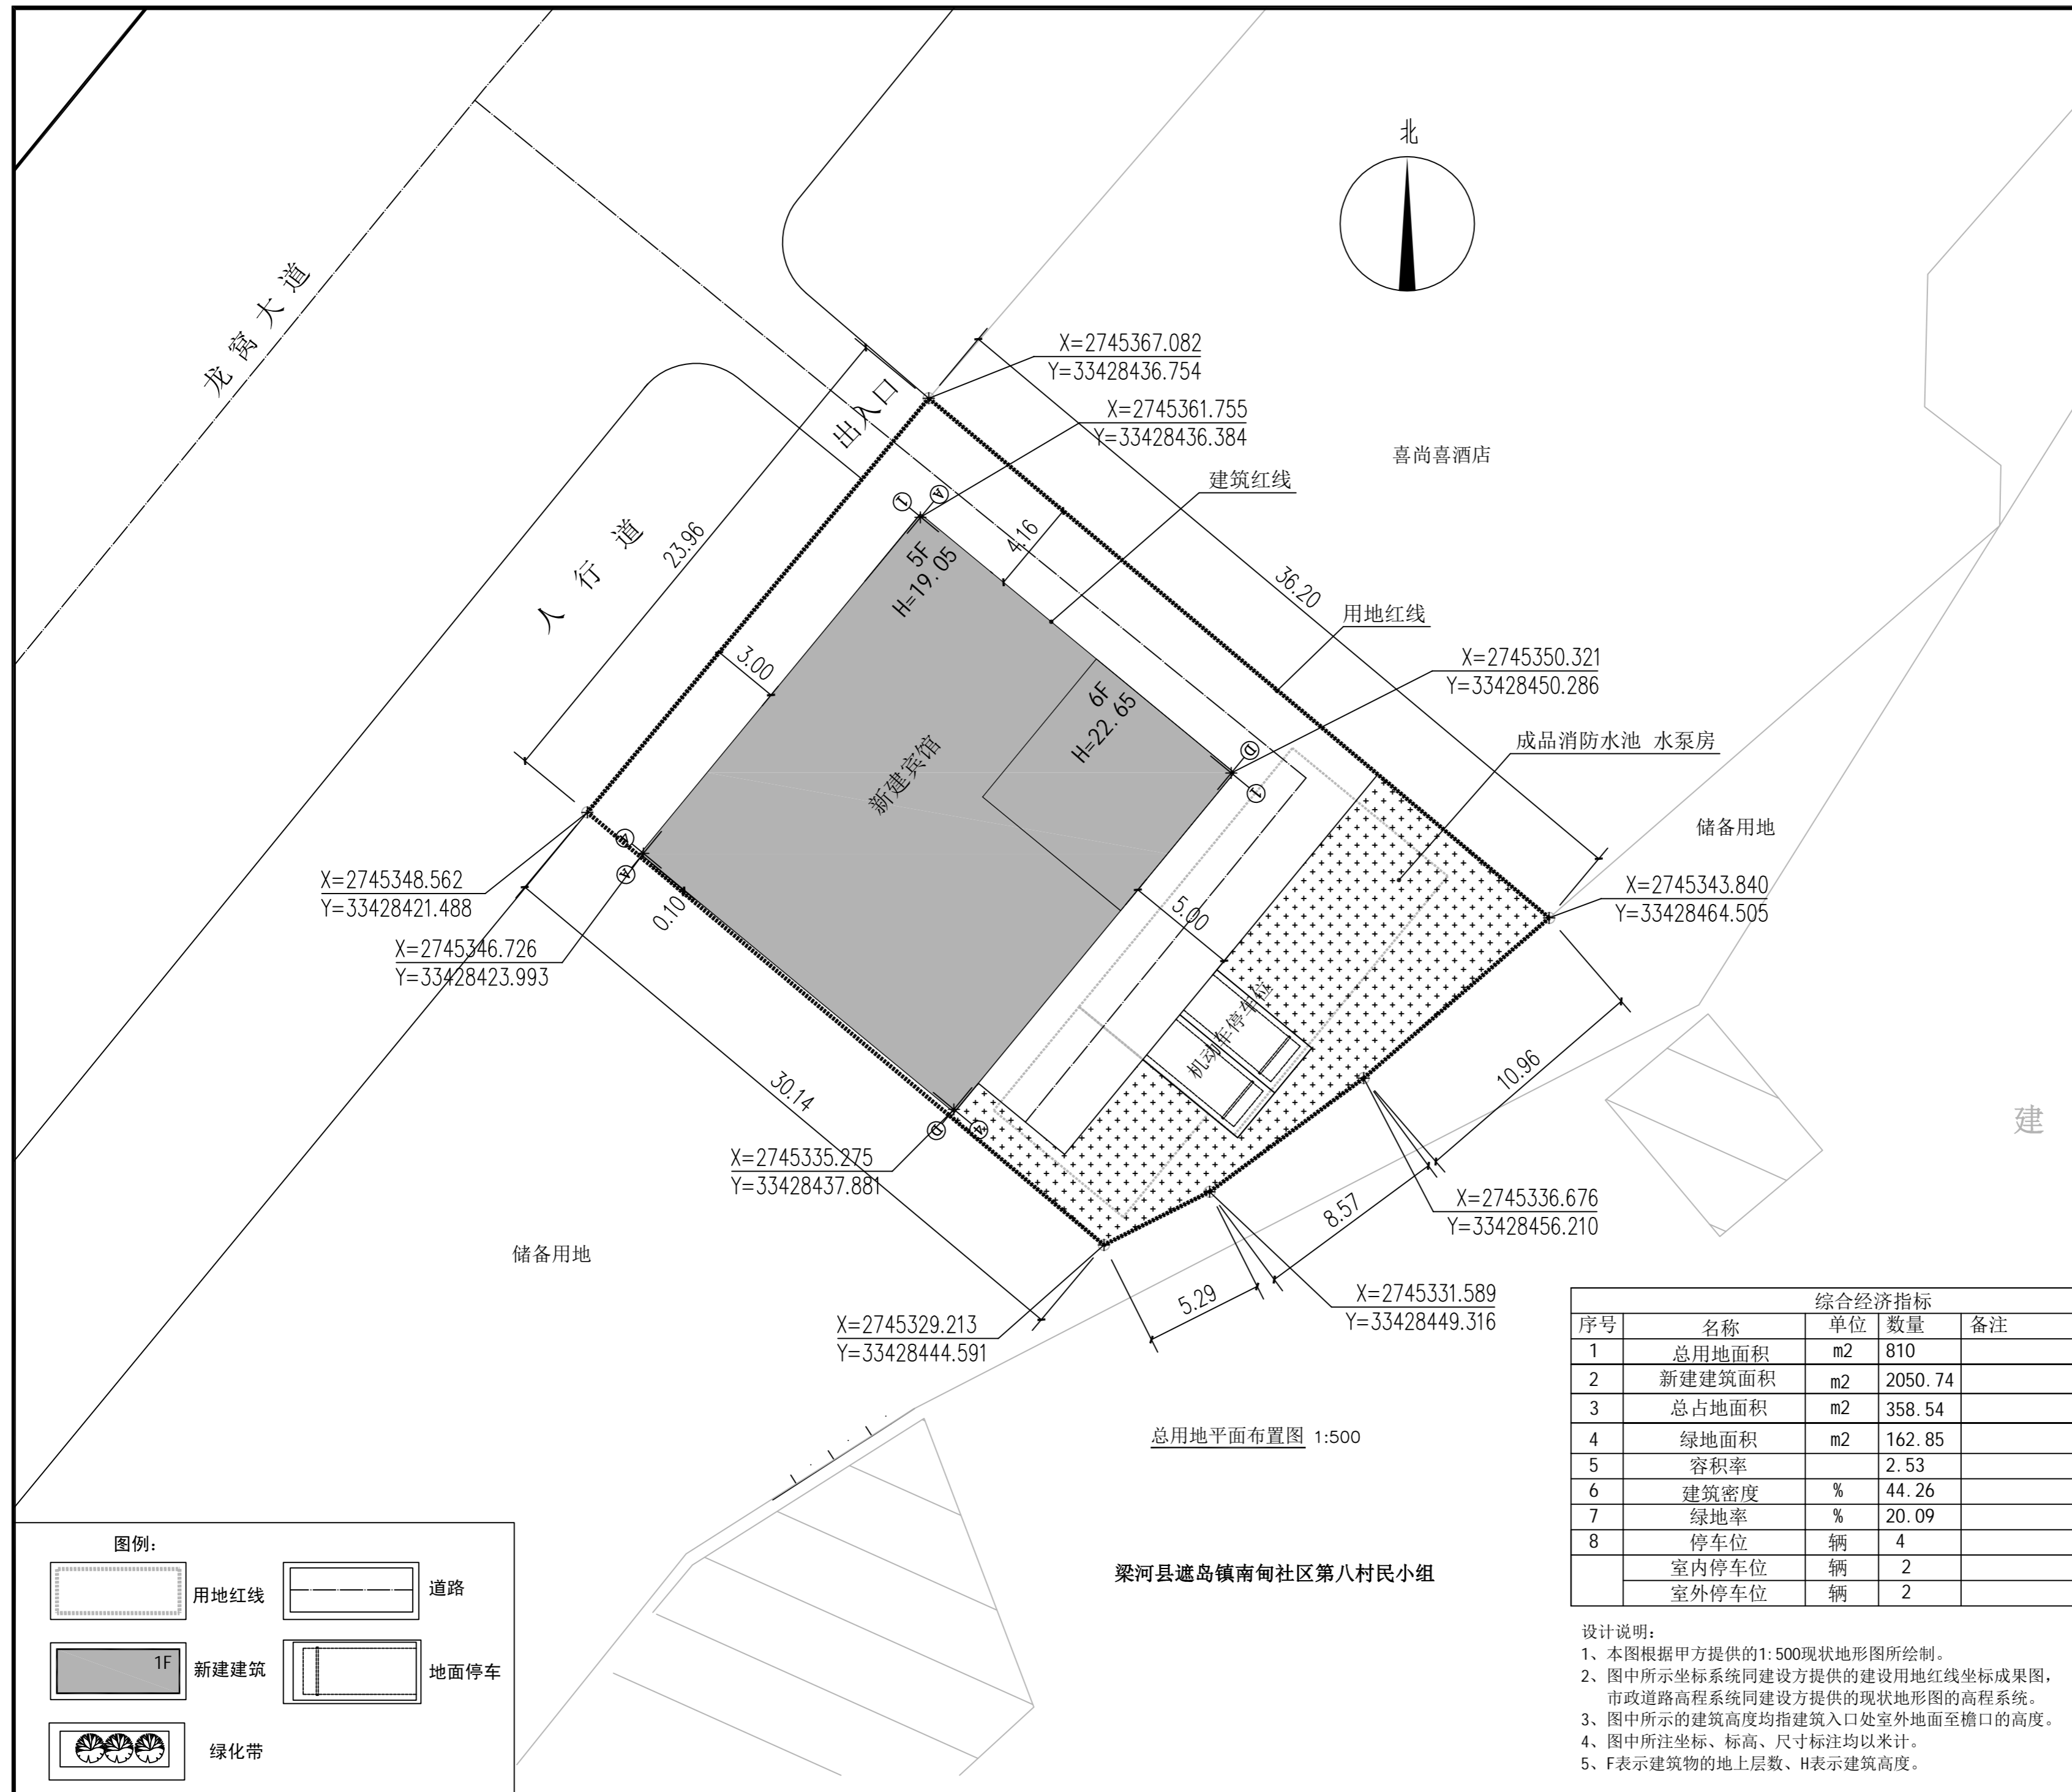 北
龙窝大道
X=2745367.082
Y=33428436.754
出入口
X=2745361.755
Y=33428436.384
喜尚喜酒店
建筑红线
1
A
人行道
23.96
4.16
5F
H=19.05
36.20
用地红线
3.00
X=2745350.321
Y=33428450.286
6F
H=22.65
成品消防水池 水泵房
D
1
新建宾馆
储备用地
4
A
X=2745348.562
Y=33428421.488
X=2745343.840
Y=33428464.505
0.10
5.00
X=2745346.726
Y=33428423.993
机动车停车位
10.96
30.14
建
D
4
X=2745335.275
Y=33428437.881
X=2745336.676
Y=33428456.210
8.57
储备用地
5.29
X=2745331.589
Y=33428449.316
X=2745329.213
Y=33428444.591
总用地平面布置图 1:500
梁河县遮岛镇南甸社区第八村民小组
综合经济指标
序号 名称 单位 数量 备注
1 总用地面积 m2 810
2 新建建筑面积 m2 2050.74
3 总占地面积 m2 358.54
4 绿地面积 m2 162.85
5 容积率 2.53
6 建筑密度 % 44.26
7 绿地率 % 20.09
8 停车位 辆 4
室内停车位 辆 2
室外停车位 辆 2
设计说明:
1、本图根据甲方提供的1:500现状地形图所绘制。
2、图中所示坐标系统同建设方提供的建设用地红线坐标成果图，
市政道路高程系统同建设方提供的现状地形图的高程系统。
3、图中所示的建筑高度均指建筑入口处室外地面至檐口的高度。
4、图中所注坐标、标高、尺寸标注均以米计。
5、F表示建筑物的地上层数、H表示建筑高度。
图例:
用地红线
道路
1F
新建建筑
地面停车
绿化带